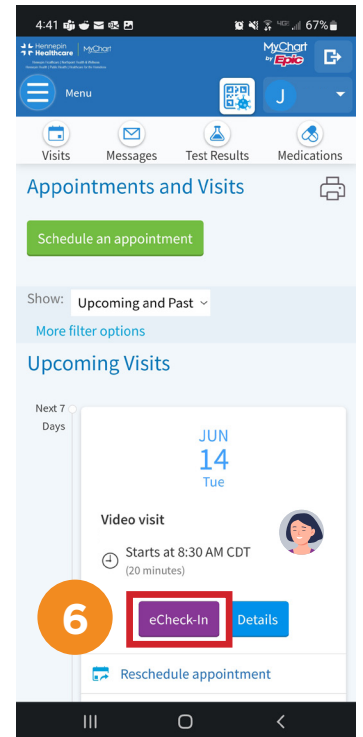 4:41 67%
Hennepin Healthcare MyChart
MyChart by Epic
Menu J
Visits Messages Test Results Medications
Appointments and Visits
Schedule an appointment
Show: Upcoming and Past
More filter options
Upcoming Visits
Next 7
Days
JUN
14
Tue
Video visit
Starts at 8:30 AM CDT
(20 minutes)
6 eCheck-In Details
Reschedule appointment